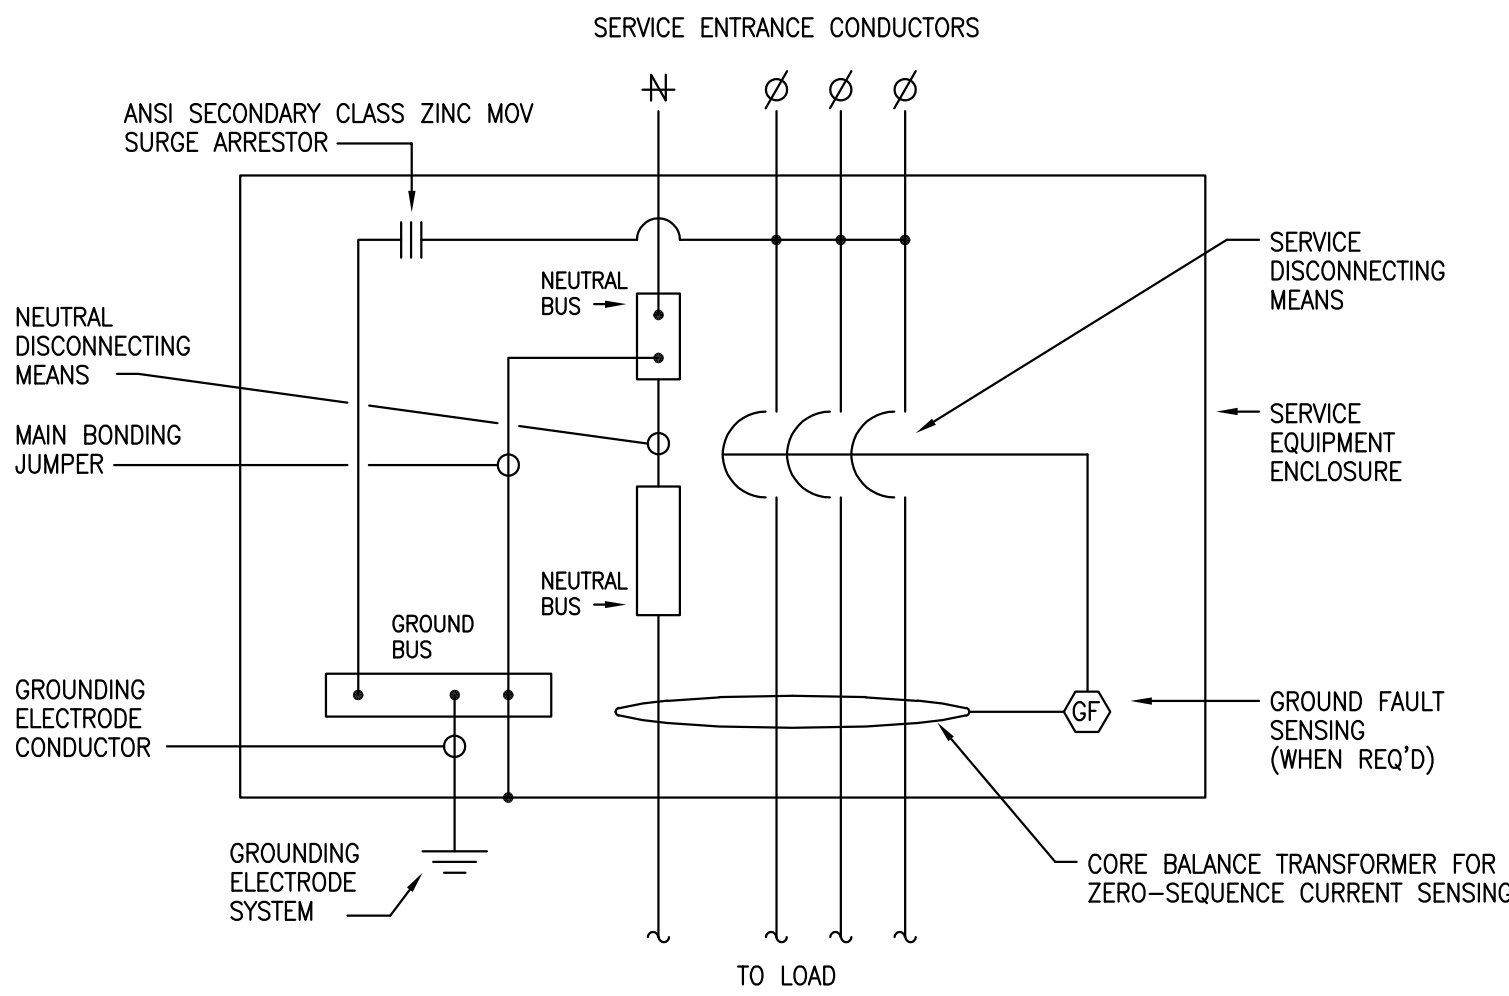 SERVICE ENTRANCE CONDUCTORS
N
Ø Ø Ø
ANSI SECONDARY CLASS ZINC MOV
SURGE ARRESTOR
SERVICE
DISCONNECTING
MEANS
NEUTRAL
BUS
NEUTRAL
DISCONNECTING
MEANS
SERVICE
EQUIPMENT
ENCLOSURE
MAIN BONDING
JUMPER
NEUTRAL
BUS
GROUND
BUS
GROUNDING
ELECTRODE
CONDUCTOR
GF
GROUND FAULT
SENSING
(WHEN REQ'D)
GROUNDING
ELECTRODE
SYSTEM
CORE BALANCE TRANSFORMER FOR
ZERO-SEQUENCE CURRENT SENSING
TO LOAD